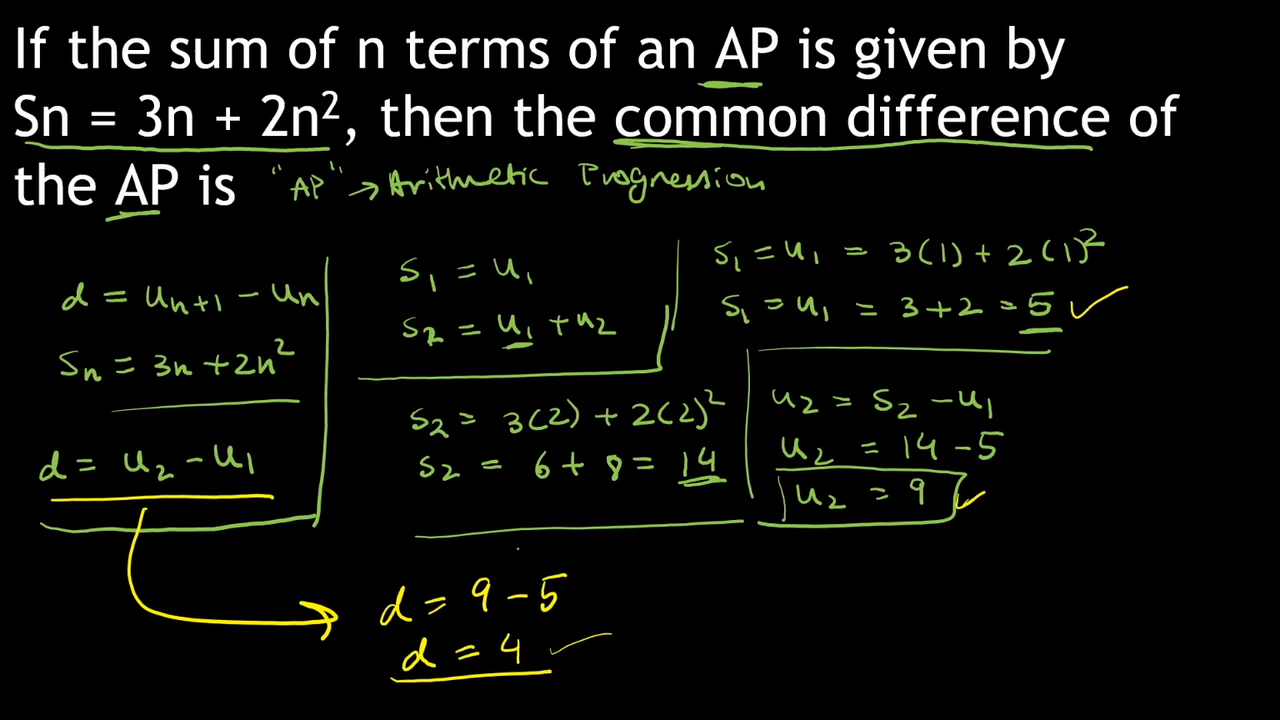 If the sum of n terms of an AP is given by
Sn = 3n + 2n², then the common difference of
the AP is
"AP" → Arithmetic Progression
d = uₙ₊₁ − uₙ
Sₙ = 3n + 2n²
d = u₂ − u₁
S₁ = u₁
S₂ = u₁ + u₂
S₂ = 3(2) + 2(2)²
S₂ = 6 + 8 = 14
S₁ = u₁ = 3(1) + 2(1)²
S₁ = u₁ = 3 + 2 = 5
u₂ = S₂ − u₁
u₂ = 14 − 5
u₂ = 9
d = 9 − 5
d = 4